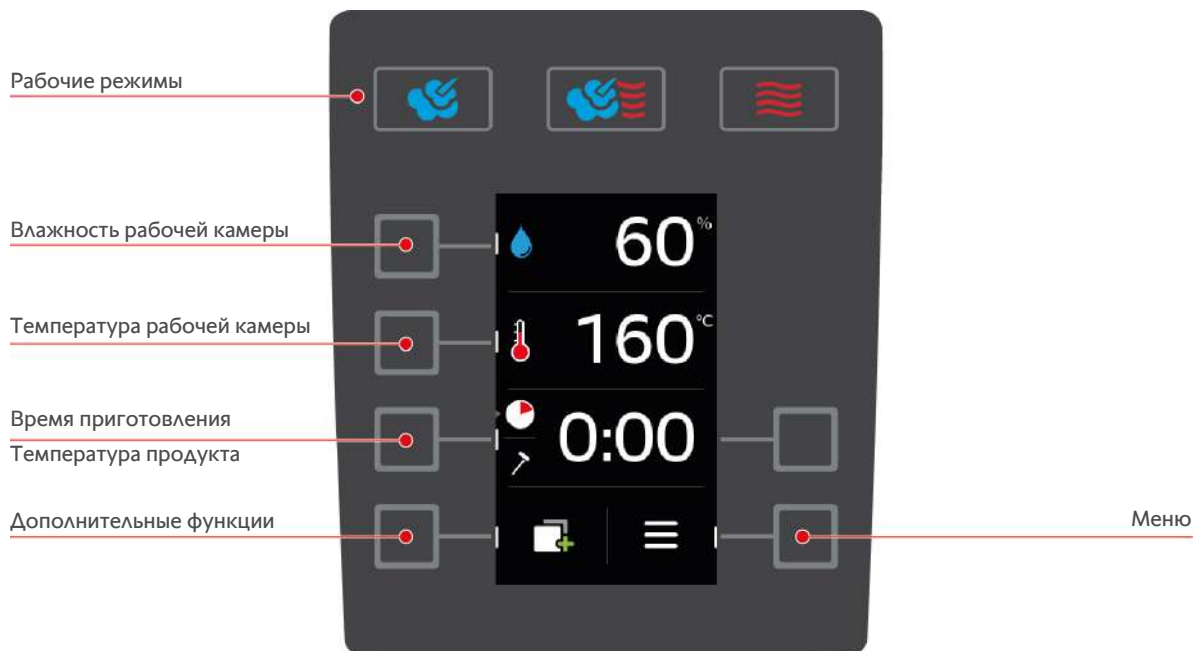 Рабочие режимы
Влажность рабочей камеры
60%
Температура рабочей камеры
160°C
Время приготовления
Температура продукта
0:00
Дополнительные функции
Меню